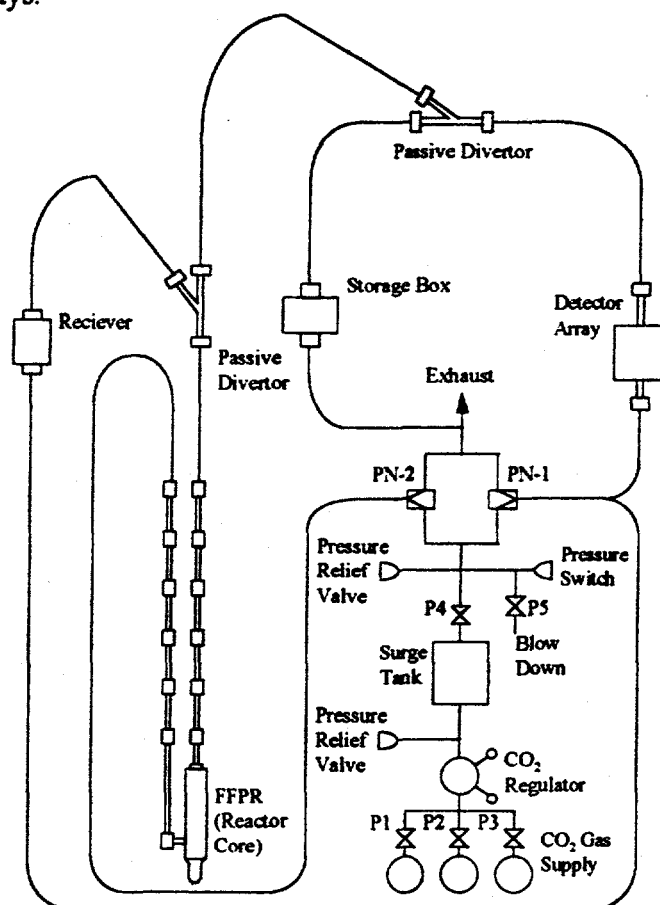 Passive Divertor
Reciever
Storage Box
Detector
Array
Passive
Divertor
Exhaust
PN-2
PN-1
Pressure
Relief
Valve
Pressure
Switch
P4
P5
Blow
Down
Surge
Tank
Pressure
Relief
Valve
CO₂
Regulator
FFPR
(Reactor
Core)
P1
P2
P3
CO₂ Gas
Supply